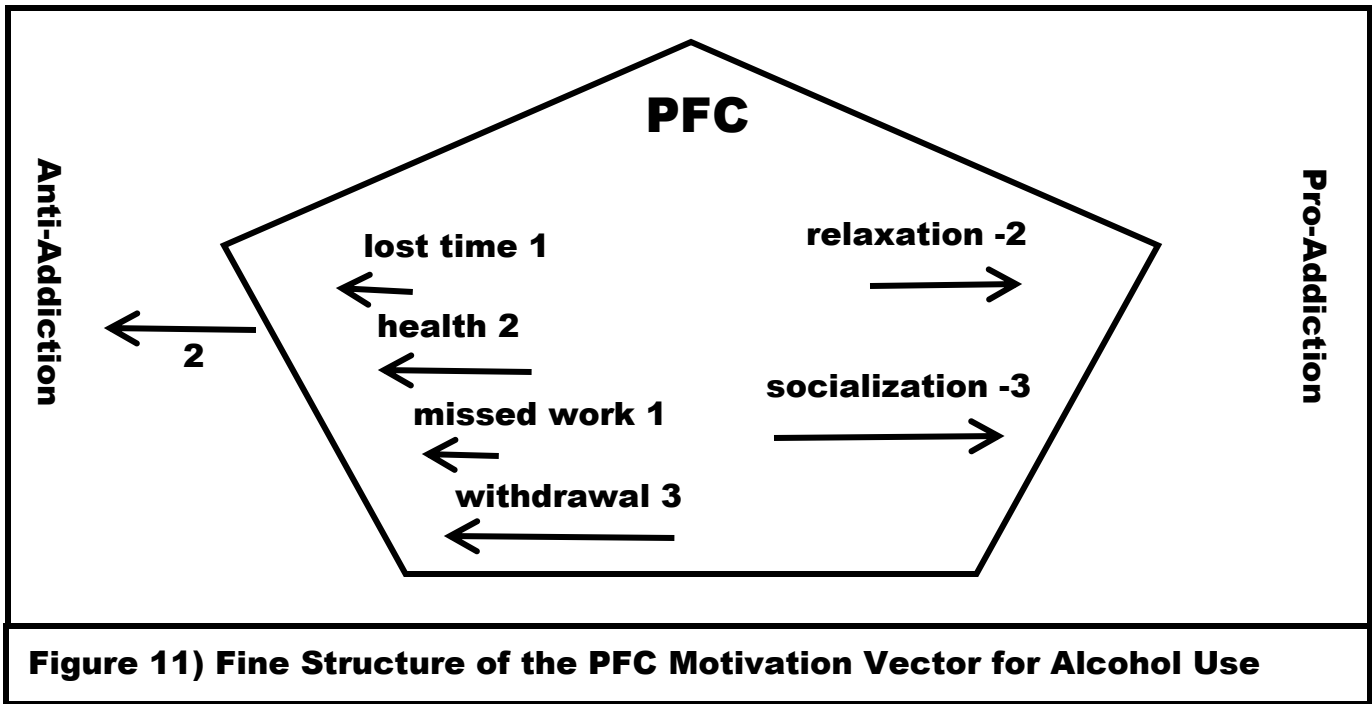 PFC
Anti-Addiction
2
lost time 1
health 2
missed work 1
withdrawal 3
relaxation -2
socialization -3
Pro-Addiction
Figure 11) Fine Structure of the PFC Motivation Vector for Alcohol Use